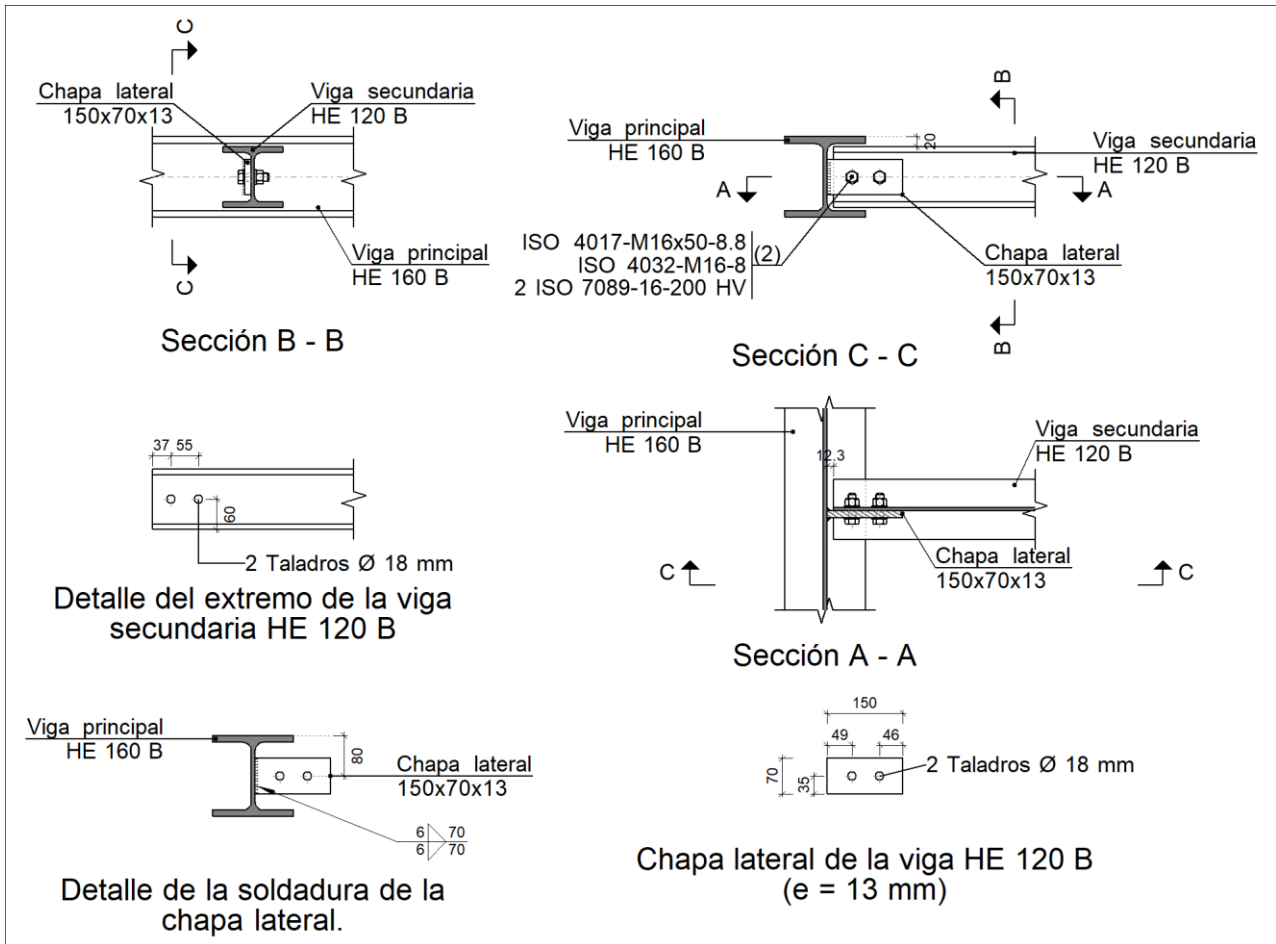 C
Chapa lateral
150x70x13
Viga secundaria
HE 120 B
Viga principal
HE 160 B
C
Sección B - B
B
Viga principal
HE 160 B
20
Viga secundaria
HE 120 B
A
A
ISO 4017-M16x50-8.8
ISO 4032-M16-8
2 ISO 7089-16-200 HV
(2)
Chapa lateral
150x70x13
B
Sección C - C
37 55
60
2 Taladros Ø 18 mm
Detalle del extremo de la viga
secundaria HE 120 B
Viga principal
HE 160 B
Viga secundaria
HE 120 B
12.3
Chapa lateral
150x70x13
C
C
Sección A - A
Viga principal
HE 160 B
80
Chapa lateral
150x70x13
6 70
6 70
Detalle de la soldadura de la
chapa lateral.
150
49 46
70
35
2 Taladros Ø 18 mm
Chapa lateral de la viga HE 120 B
(e = 13 mm)